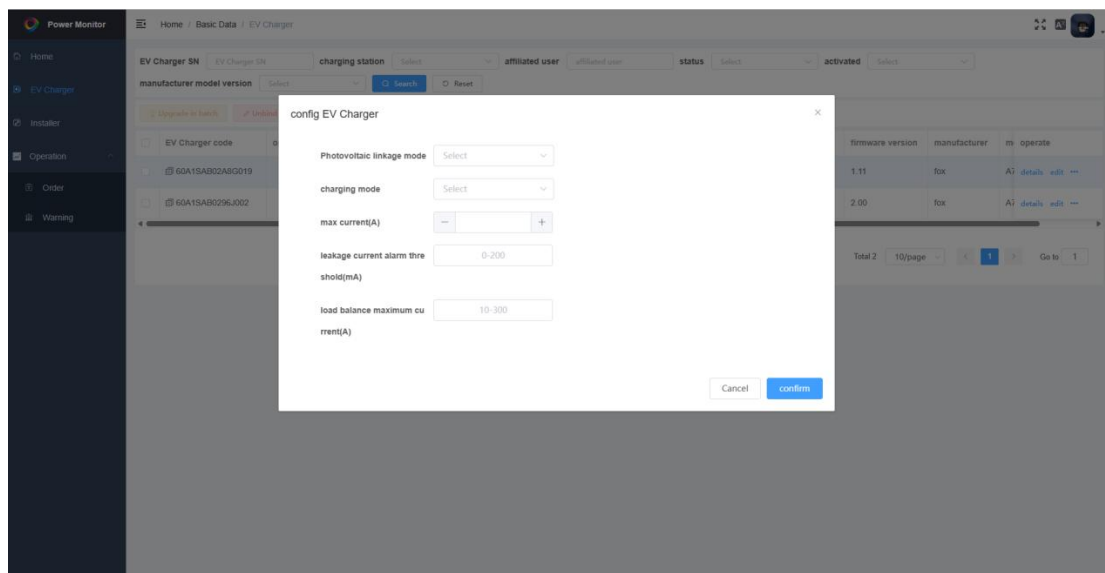 Power Monitor
Home / Basic Data / EV Charger
Home
EV Charger
Installer
Operation
Order
Warning
EV Charger SN EV Charger SN charging station Select affiliated user affiliated user status Select activated Select
manufacturer model version Select Search Reset
Upgrade in batch
config EV Charger
EV Charger code firmware version manufacturer operate
60A1SAB02A8G019 1.11 fox details edit ···
60A1SAB0296J002 2.00 fox details edit ···
Total 2 10/page < 1 > Go to 1
Photovoltaic linkage mode Select
charging mode Select
max current(A) − +
leakage current alarm thre 0-200
shold(mA)
load balance maximum cu 10-300
rrent(A)
Cancel confirm